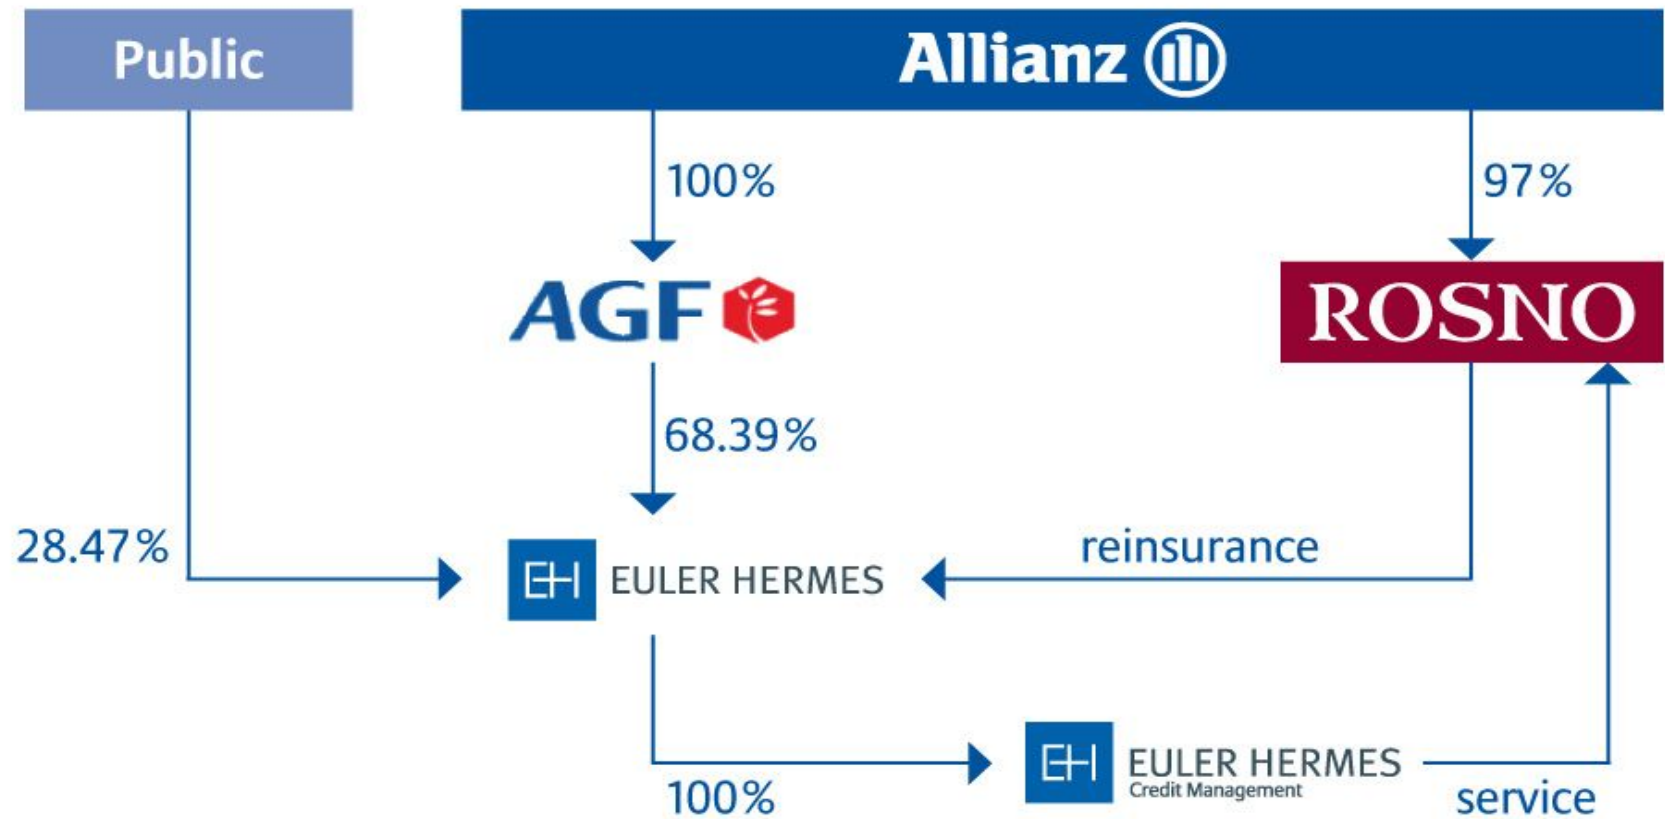 Public
Allianz
100%
97%
AGF
ROSNO
68.39%
28.47%
reinsurance
EH EULER HERMES
EH EULER HERMES
Credit Management
100%
service